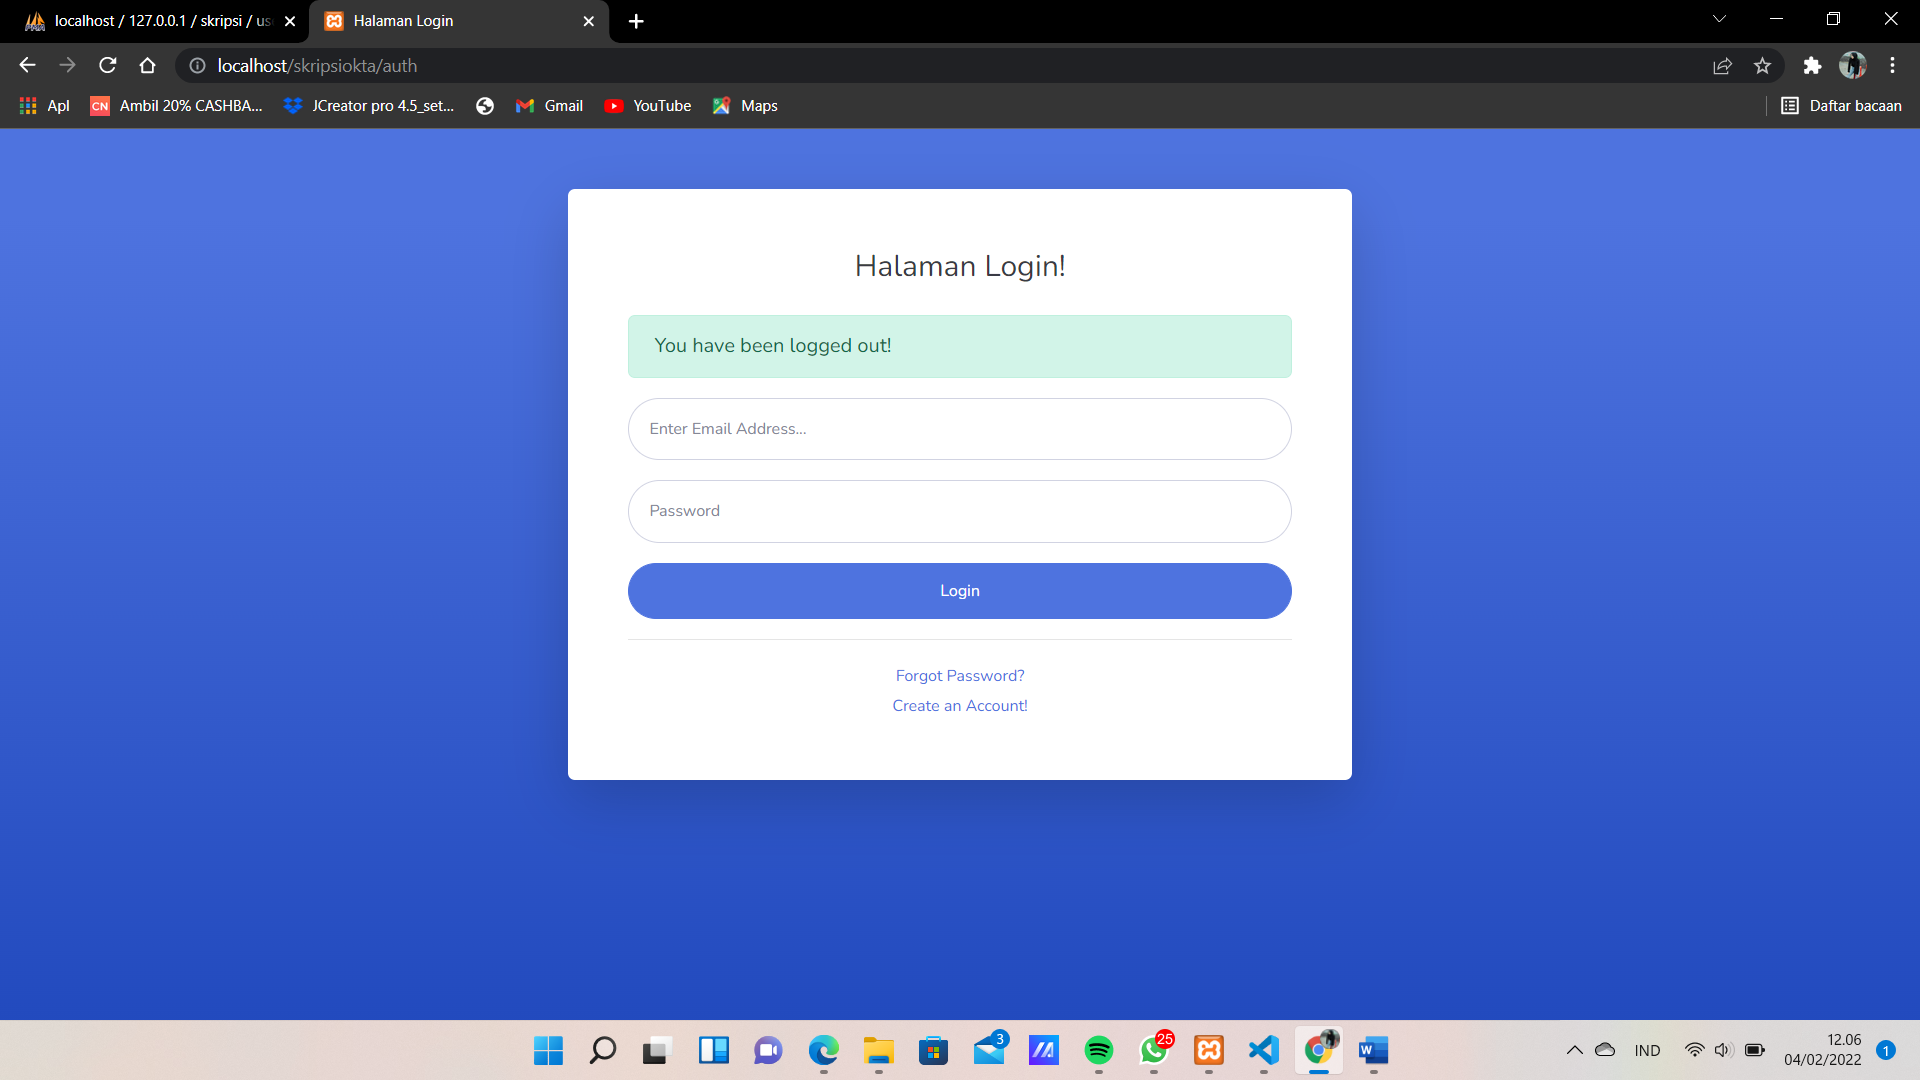 localhost / 127.0.0.1 / skripsi / us
Halaman Login
localhost/skripsiokta/auth
Apl
CN
Ambil 20% CASHBA...
JCreator pro 4.5_set...
Gmail
YouTube
Maps
Daftar bacaan
Halaman Login!
You have been logged out!
Enter Email Address...
Password
Login
Forgot Password?
Create an Account!
3
25
W
IND
12.06
04/02/2022
1